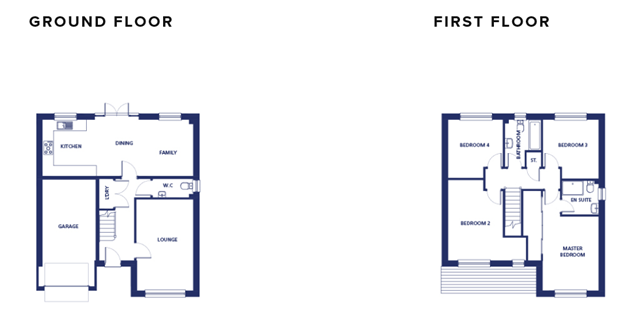 GROUND FLOOR
FIRST FLOOR
KITCHEN
DINING
FAMILY
L'DRY
W.C
GARAGE
LOUNGE
BEDROOM 4
BATHROOM
BEDROOM 3
ST.
EN SUITE
BEDROOM 2
MASTER
BEDROOM